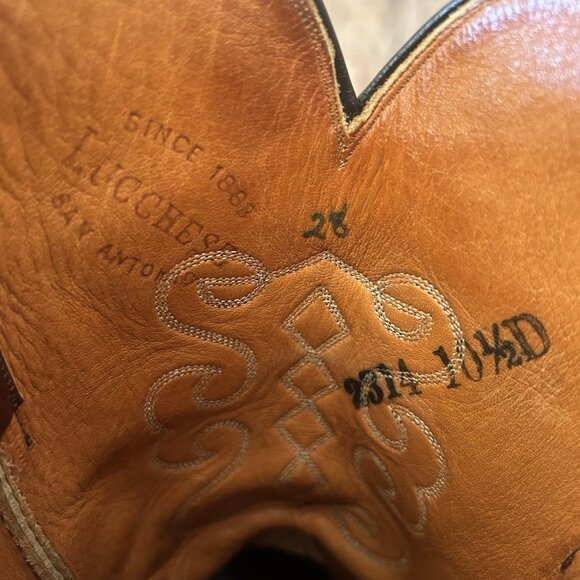 SINCE 1883
LUCCHESE
SAN ANTONIO
28
2314 10½D